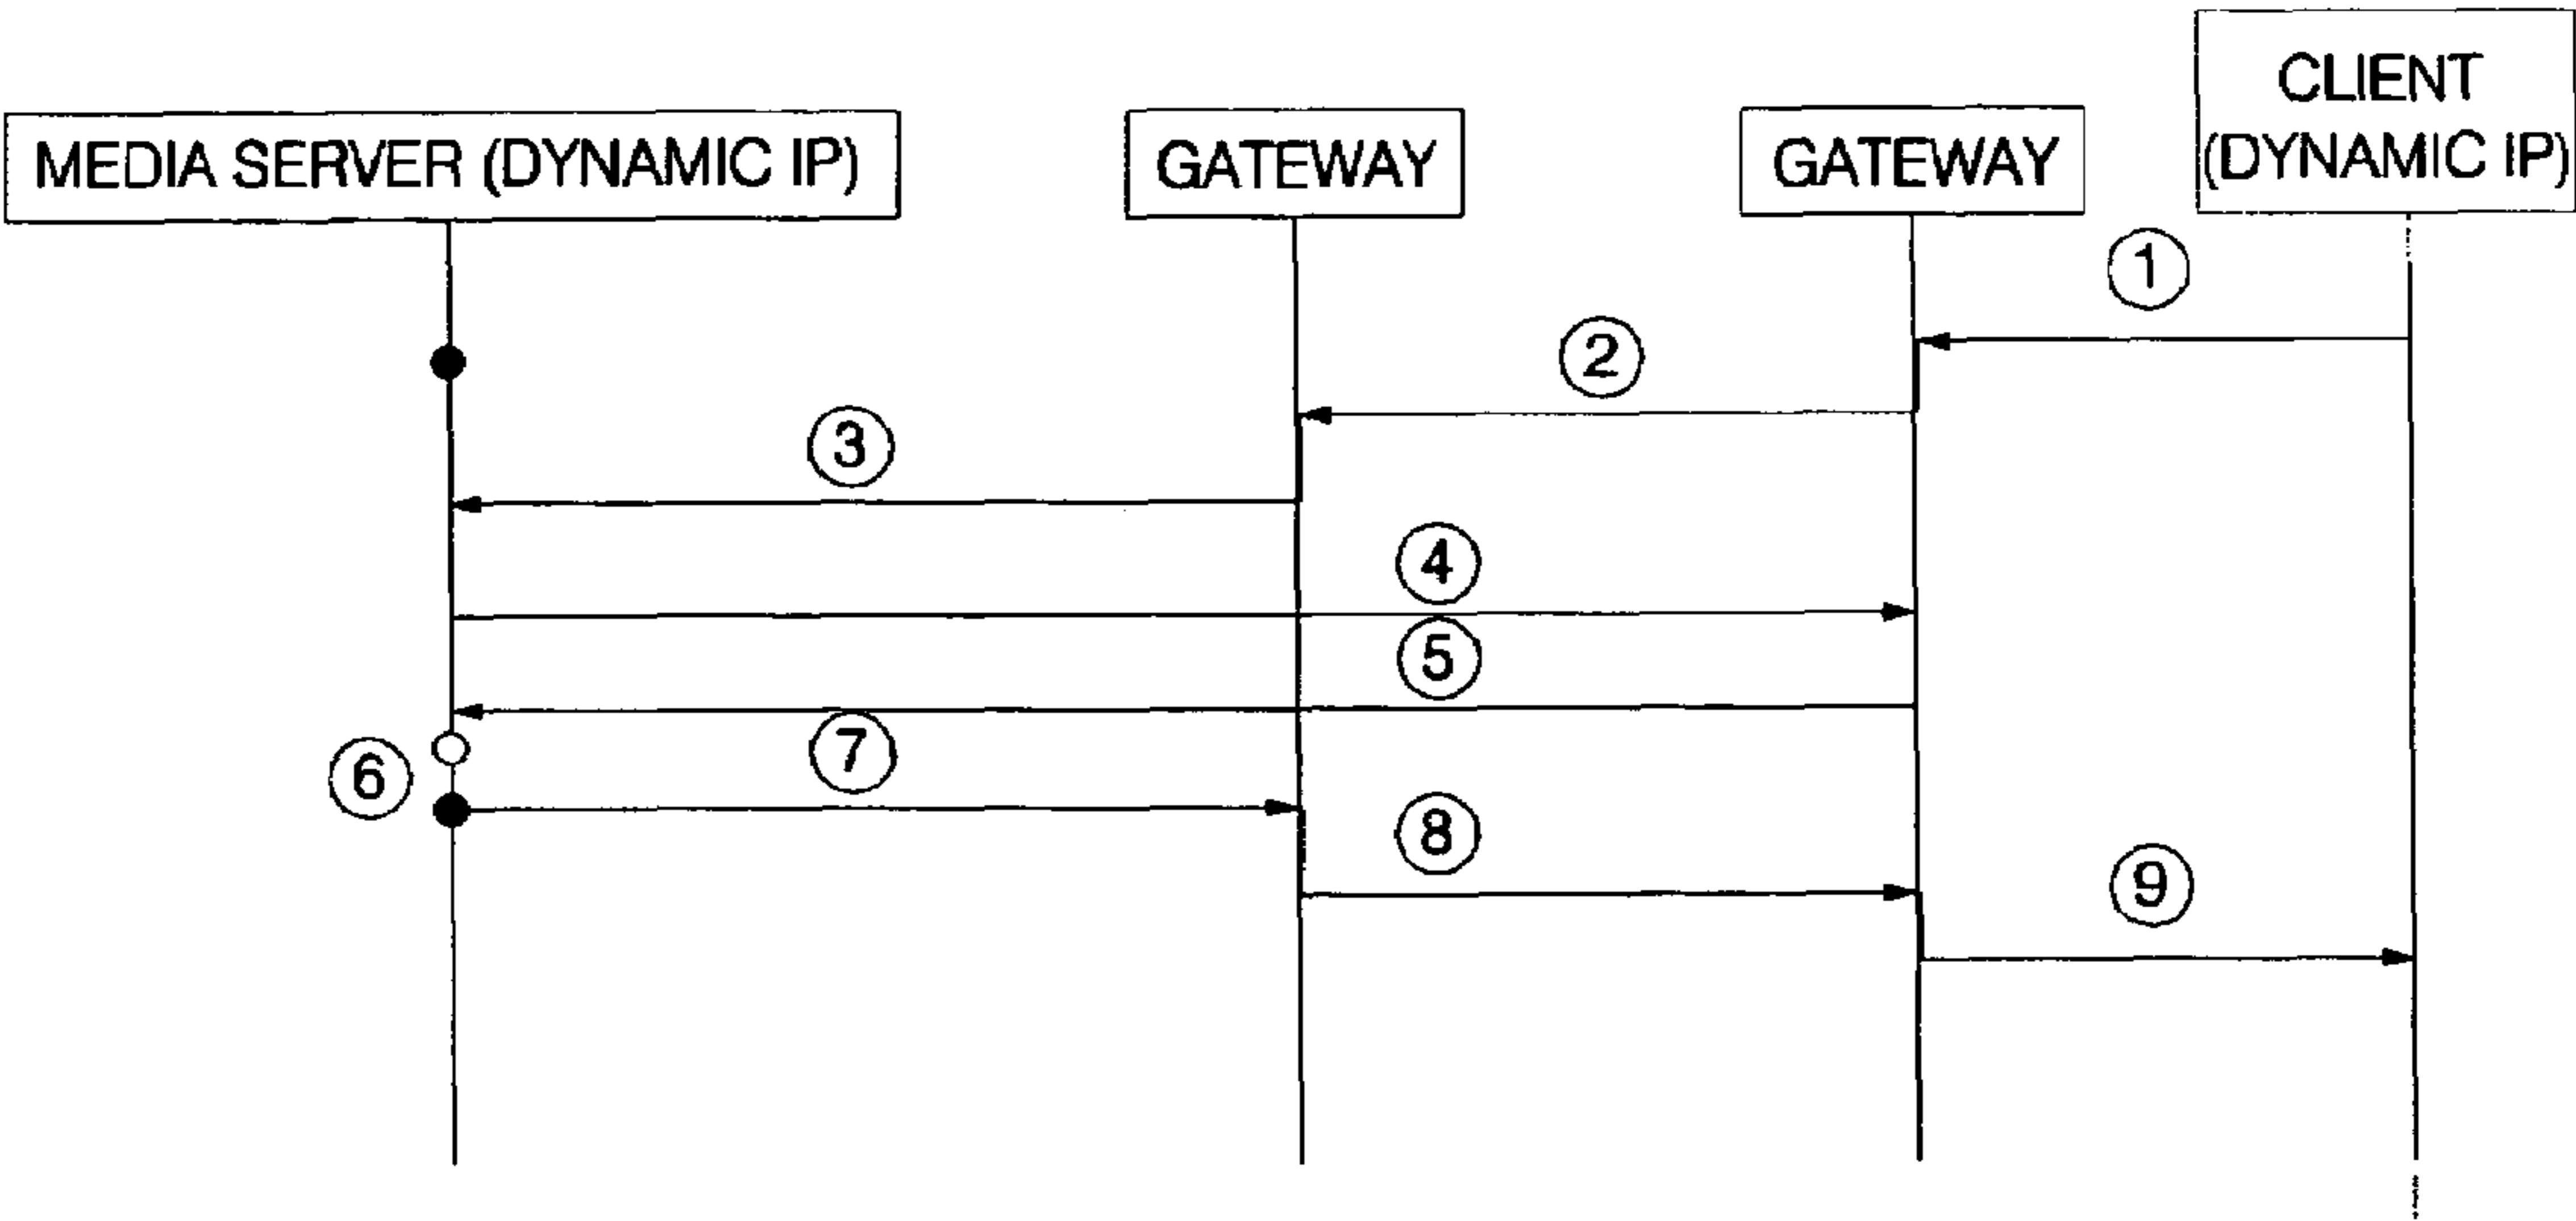 CLIENT
(DYNAMIC IP)
MEDIA SERVER (DYNAMIC IP)
GATEWAY
GATEWAY
1
2
3
4
5
6
7
8
9